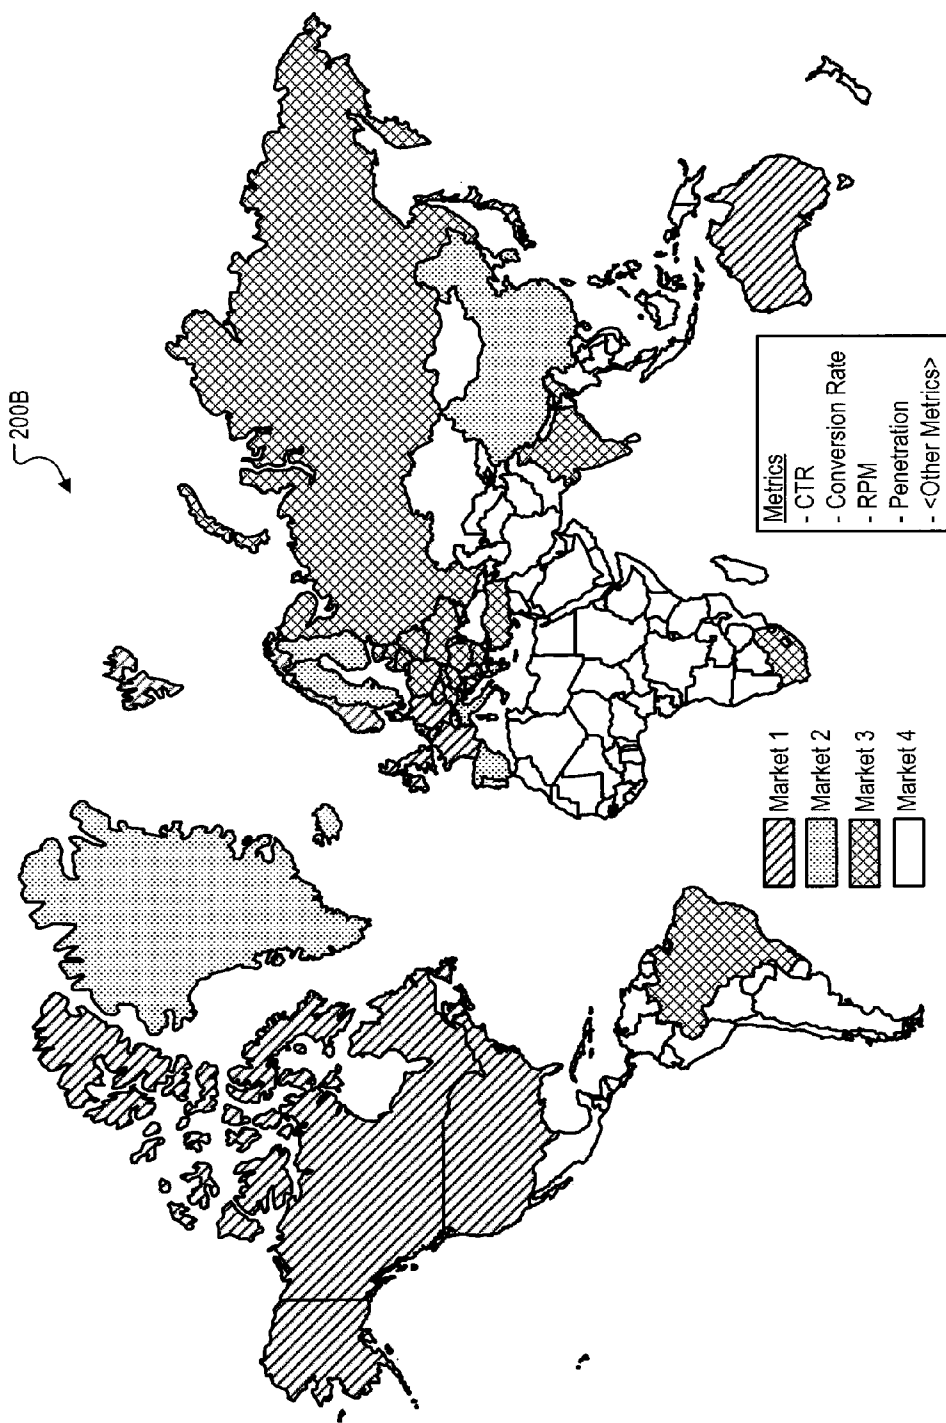 200B
Metrics
- CTR
- Conversion Rate
- RPM
- Penetration
- <Other Metrics>
Market 1
Market 2
Market 3
Market 4